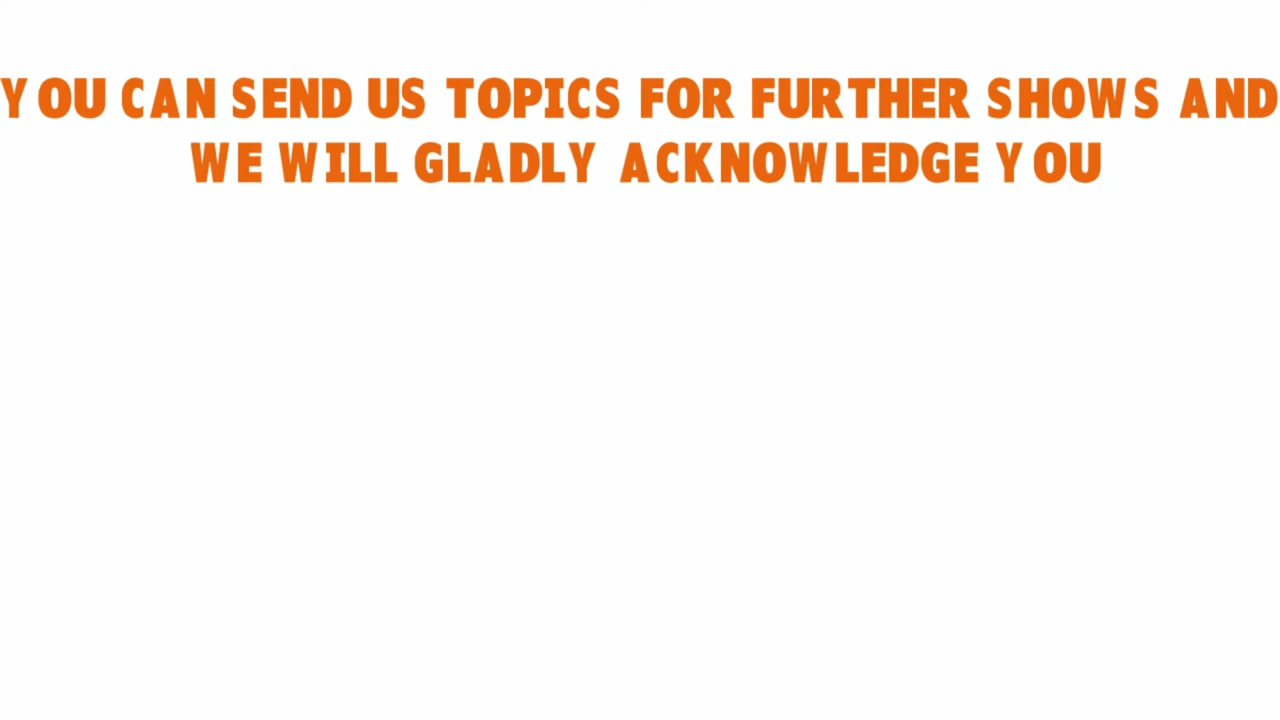 YOU CAN SEND US TOPICS FOR FURTHER SHOWS AND
WE WILL GLADLY ACKNOWLEDGE YOU